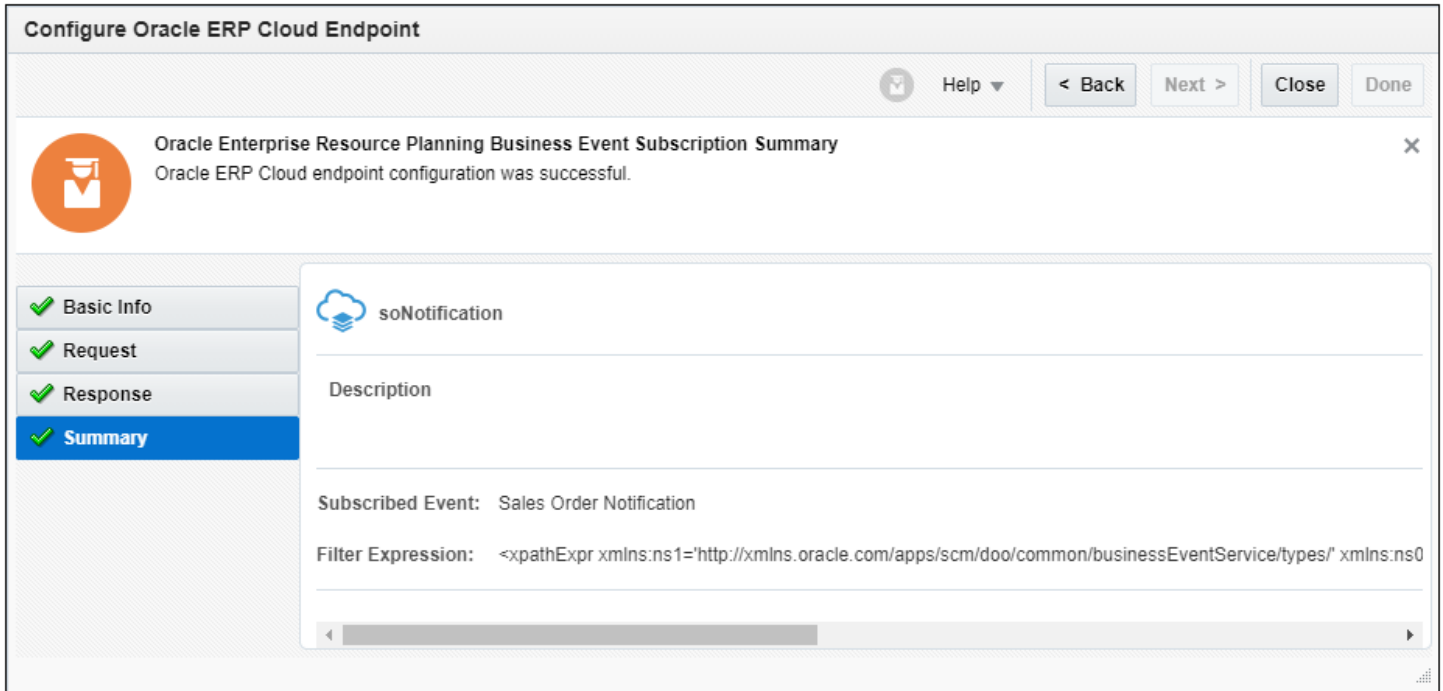 Configure Oracle ERP Cloud Endpoint
Help
< Back
Next >
Close
Done
Oracle Enterprise Resource Planning Business Event Subscription Summary
Oracle ERP Cloud endpoint configuration was successful.
Basic Info
Request
Response
Summary
soNotification
Description
Subscribed Event: Sales Order Notification
Filter Expression: <xpathExpr xmlns:ns1='http://xmlns.oracle.com/apps/scm/doo/common/businessEventService/types/' xmlns:ns0